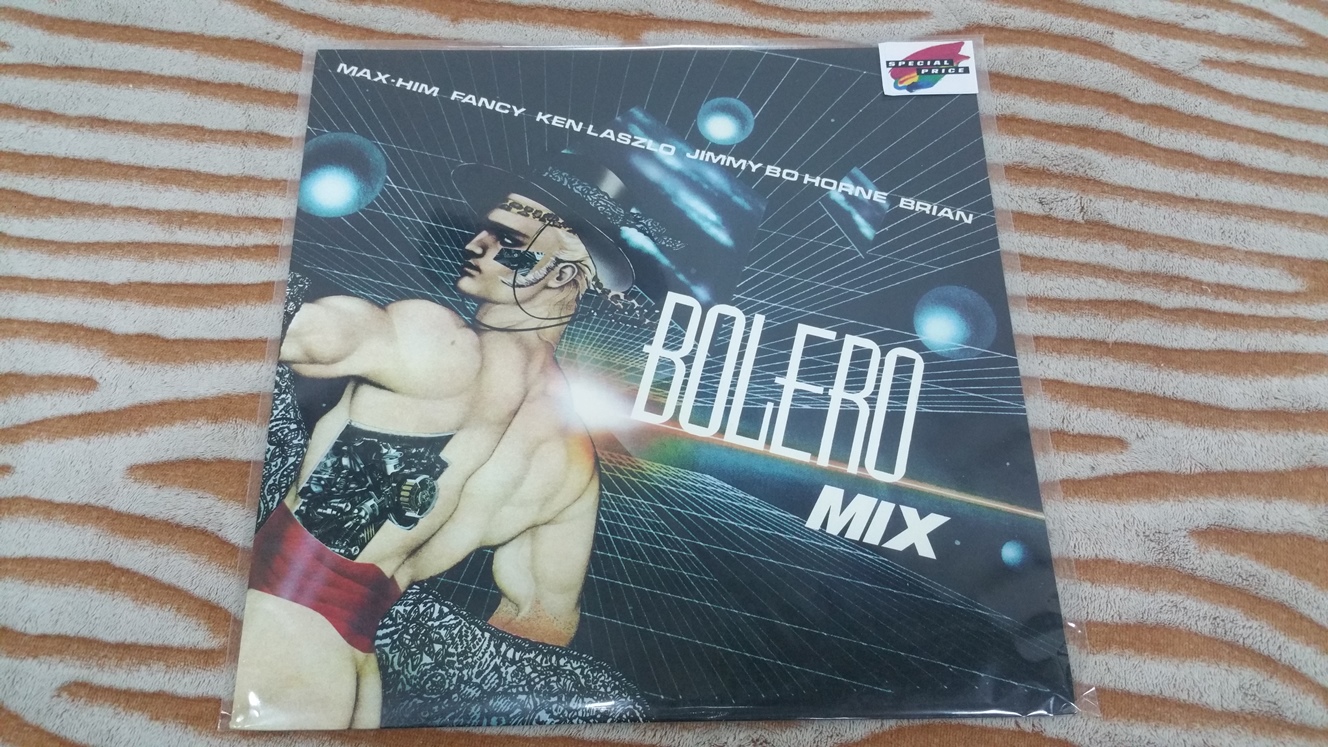 SPECIAL
PRICE
MAX·HIM FANCY KEN LASZLO JIMMY BO HORNE BRIAN
BOLERO
MIX